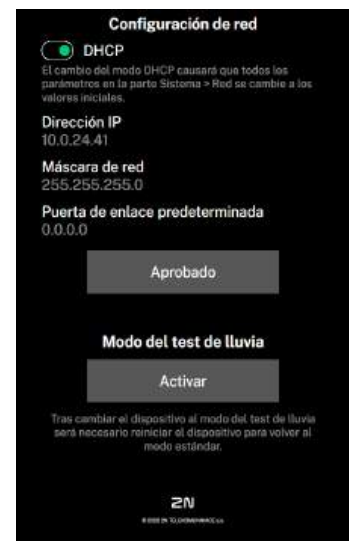 Configuración de red
DHCP
El cambio del modo DHCP causará que todos los
parámetros en la parte Sistema > Red se cambie a los
valores iniciales.
Dirección IP
10.0.24.41
Máscara de red
255.255.255.0
Puerta de enlace predeterminada
0.0.0.0
Aprobado
Modo del test de lluvia
Activar
Tras cambiar el dispositivo al modo del test de lluvia
será necesario reiniciar el dispositivo para volver al
modo estándar.
2N